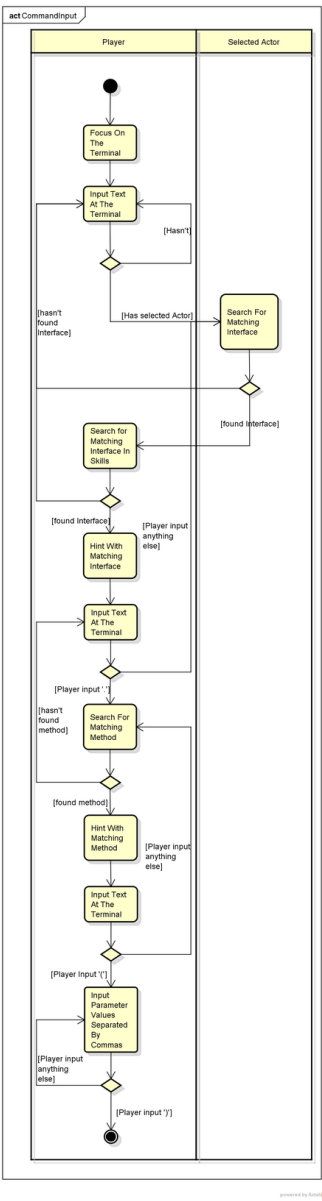 act CommandInput
Player
Selected Actor
Focus On
The
Terminal
Input Text
At The
Terminal
[Hasn't]
[Has selected Actor]
Search For
Matching
Interface
[hasn't
found
Interface]
[found Interface]
Search for
Matching
Interface In
Skills
[found Interface]
[Player input
anything
else]
Hint With
Matching
Interface
Input Text
At The
Terminal
[Player input '.']
[hasn't
found
method]
Search For
Matching
Method
[found method]
Hint With
Matching
Method
[Player input
anything
else]
Input Text
At The
Terminal
[Player Input '(']
Input
Parameter
Values
Separated
By
Commas
[Player input
anything
else]
[Player input ')']
powered by Astah